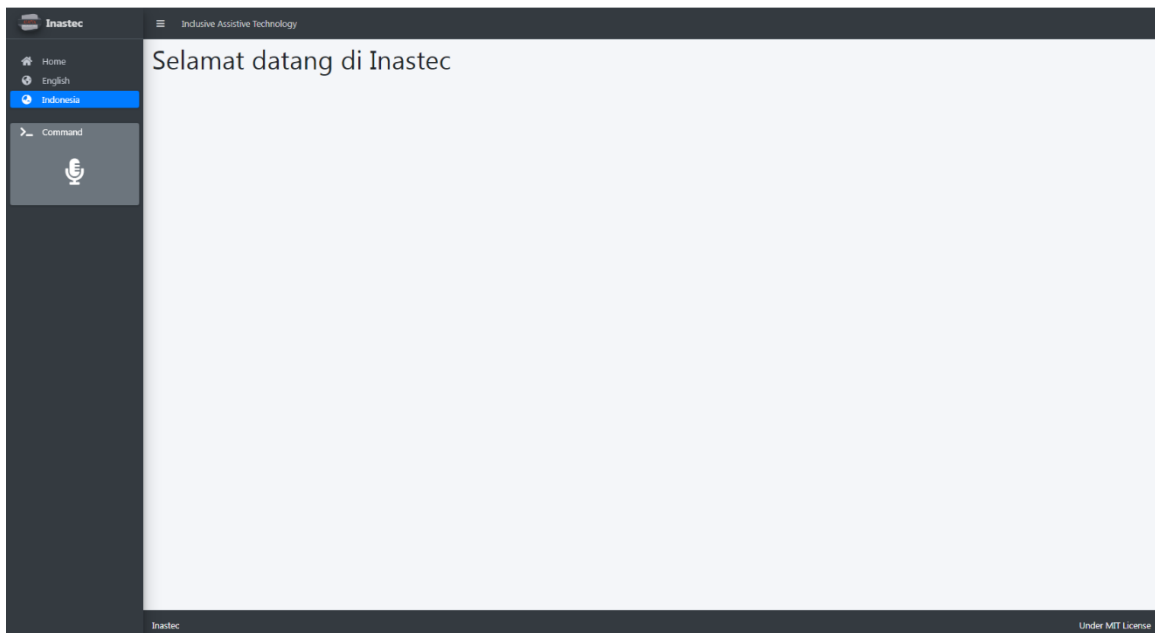 Inastec
Inclusive Assistive Technology
Home
English
Indonesia
Command
Selamat datang di Inastec
Inastec
Under MIT License